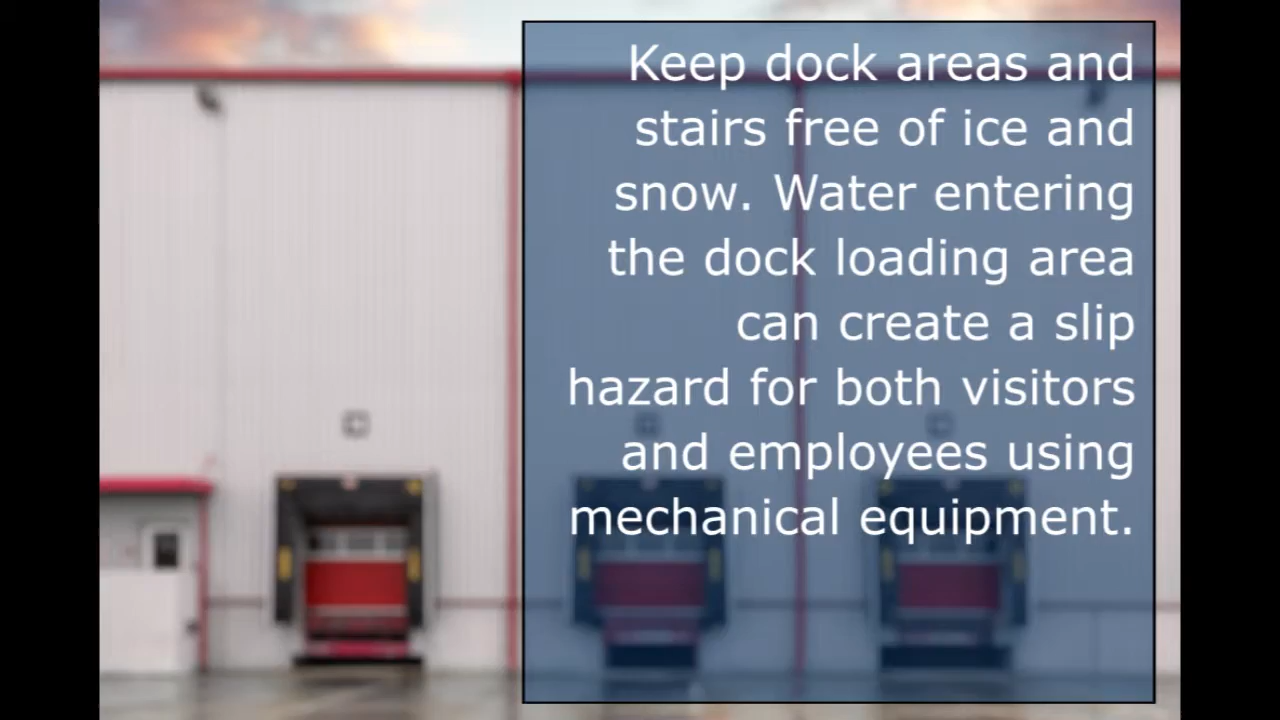 Keep dock areas and
stairs free of ice and
snow. Water entering
the dock loading area
can create a slip
hazard for both visitors
and employees using
mechanical equipment.